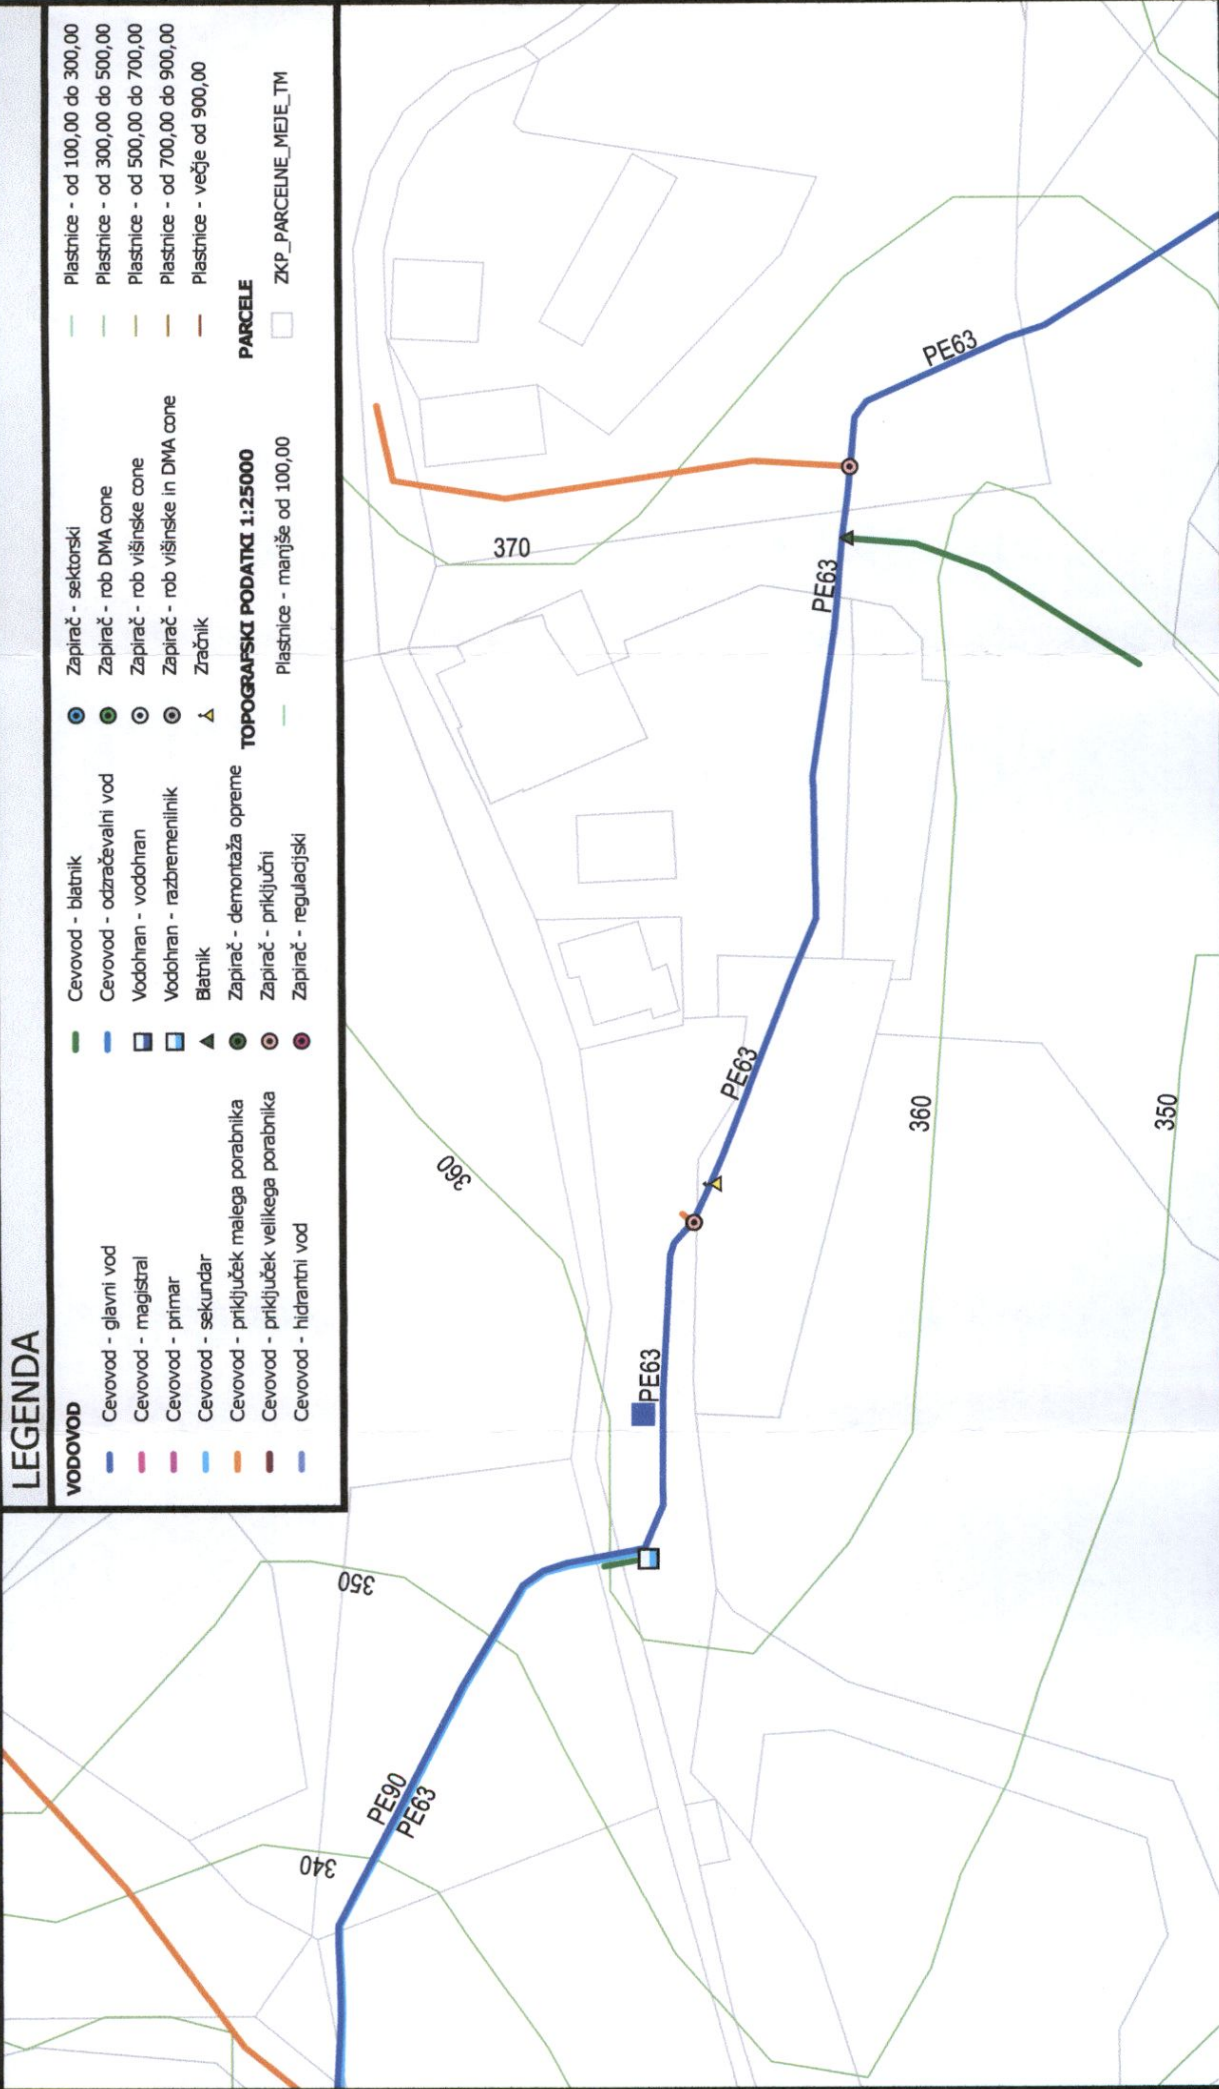 LEGENDA
VODOVOD
Cevovod - glavni vod
Cevovod - magistral
Cevovod - primar
Cevovod - sekundar
Cevovod - priključek malega porabnika
Cevovod - priključek velikega porabnika
Cevovod - hidrantni vod
Cevovod - blatnik
Cevovod - odzračevalni vod
Vodohran - vodohran
Vodohran - razbremenilnik
Blatnik
Zapirač - demontaža opreme
Zapirač - priključni
Zapirač - regulacijski
Zapirač - sektorski
Zapirač - rob DMA cone
Zapirač - rob višinske cone
Zapirač - rob višinske in DMA cone
Zračnik
TOPOGRAFSKI PODATKI 1:25000
Plastnice - manjše od 100,00
Plastnice - od 100,00 do 300,00
Plastnice - od 300,00 do 500,00
Plastnice - od 500,00 do 700,00
Plastnice - od 700,00 do 900,00
Plastnice - večje od 900,00
PARCELE
ZKP_PARCELNE_MEJE_TM
340
350
PE90
PE63
360
370
PE63
PE63
PE63
PE63
360
350